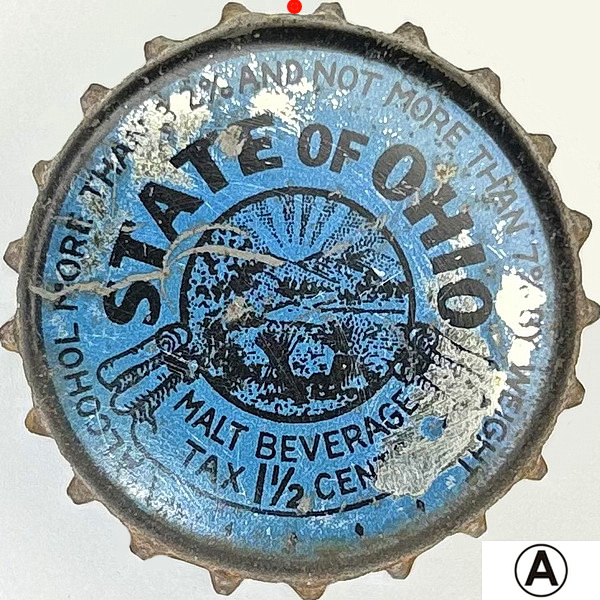 ALCOHOL MORE THAN 3.2% AND NOT MORE THAN 7% BY WEIGHT
STATE OF OHIO
MALT BEVERAGE
TAX 1½ CENTS
A